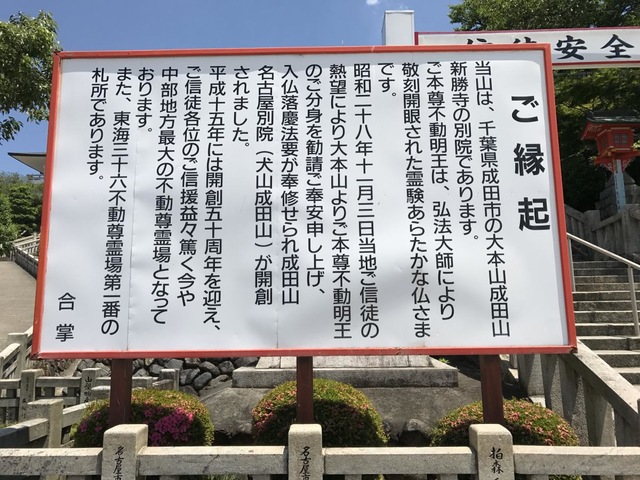 ご縁起
当山は、千葉県成田市の大本山成田山
新勝寺の別院であります。
ご本尊不動明王は、弘法大師により
敬刻開眼された霊験あらたかな仏さま
です。
昭和二十八年十一月三日当地ご信徒の
熱望により大本山よりご本尊不動明王
のご分身を勧請ご奉安申し上げ、
入仏落慶法要が奉修せられ成田山
名古屋別院（犬山成田山）が開創
されました。
平成十五年には開創五十周年を迎え、
ご信徒各位のご信援益々篤く今や
中部地方最大の不動尊霊場となって
おります。
また、東海三十六不動尊霊場第一番の
札所であります。
合掌
安全
名古屋市
名古屋市
柏森